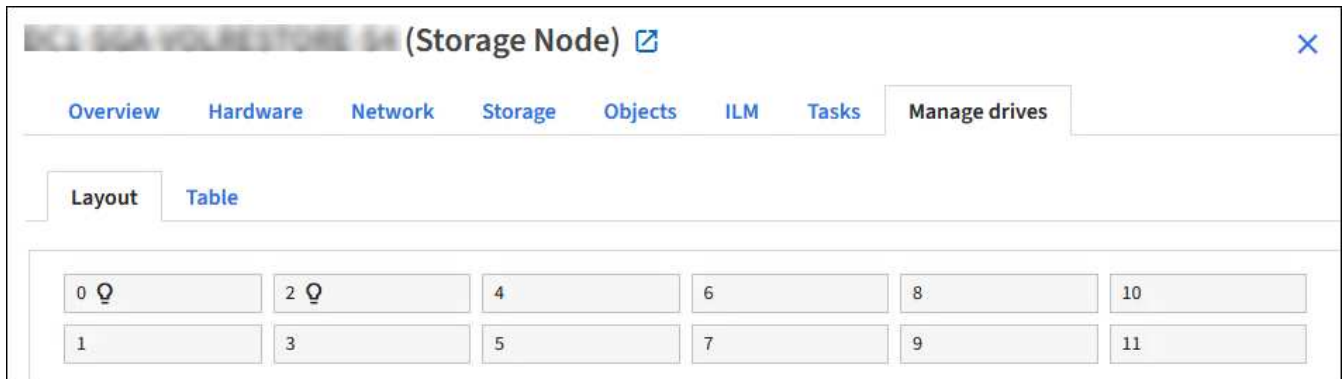 (Storage Node)
Overview Hardware Network Storage Objects ILM Tasks Manage drives
Layout Table
0 2 4 6 8 10
1 3 5 7 9 11